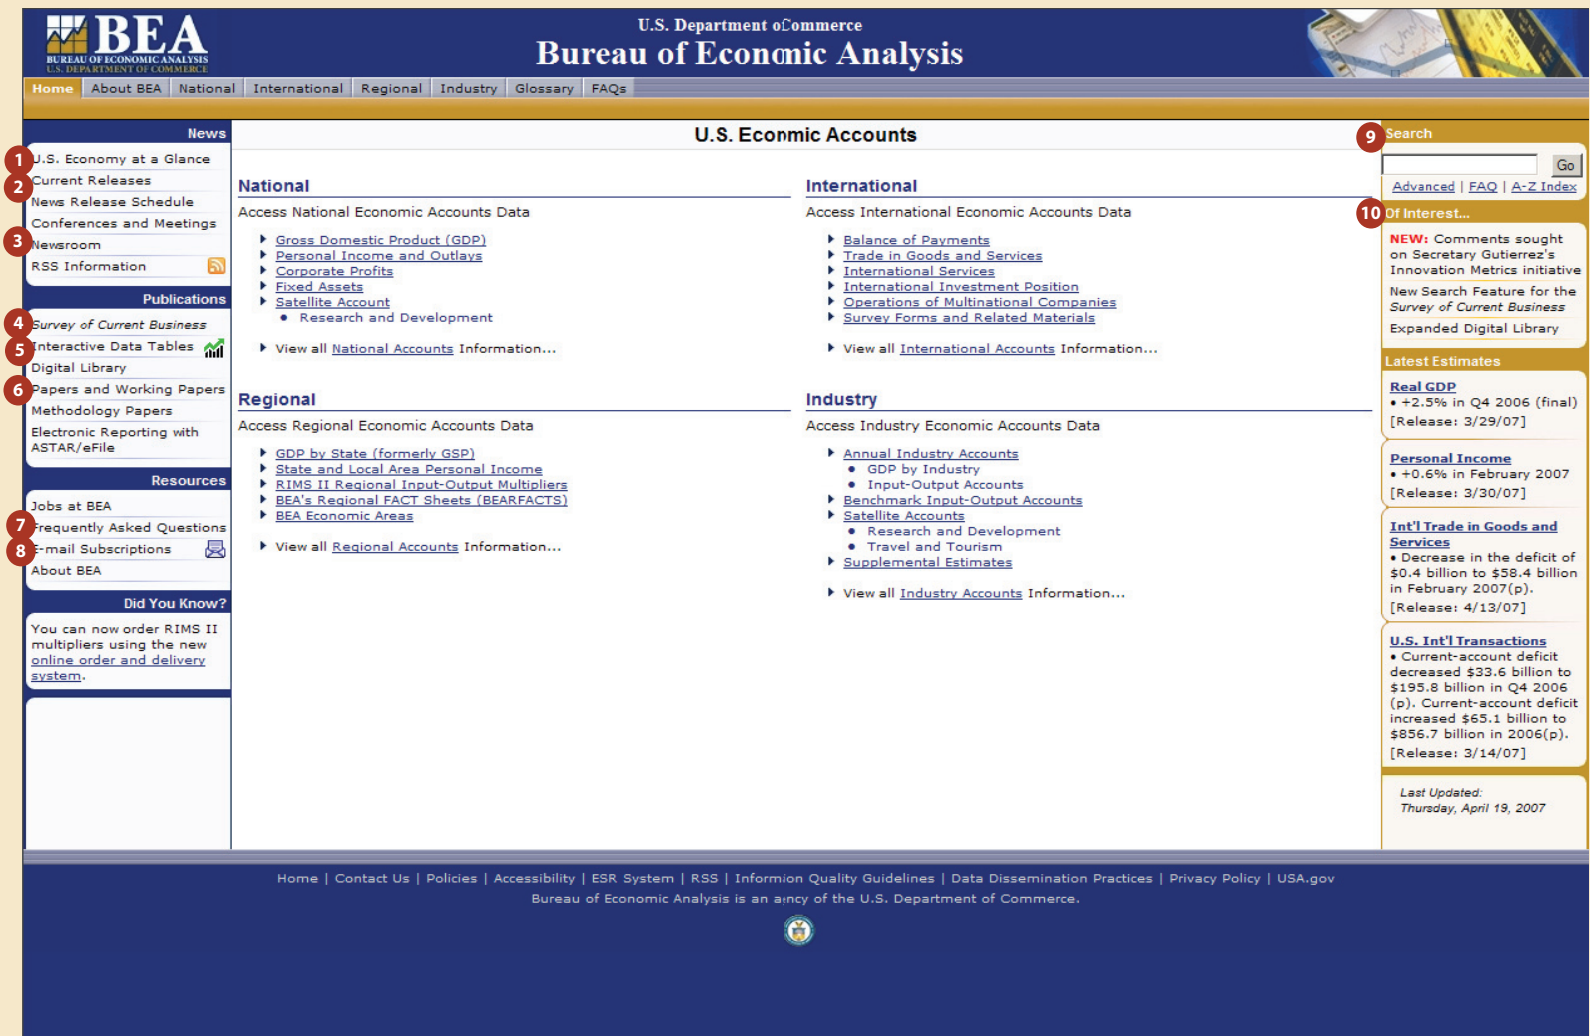 BEA
BUREAU OF ECONOMIC ANALYSIS
U.S. DEPARTMENT OF COMMERCE
U.S. Department of Commerce
Bureau of Economic Analysis
Home About BEA National International Regional Industry Glossary FAQs
News
1 U.S. Economy at a Glance
2 Current Releases
News Release Schedule
Conferences and Meetings
3 Newsroom
RSS Information
Publications
4 Survey of Current Business
5 Interactive Data Tables
Digital Library
6 Papers and Working Papers
Methodology Papers
Electronic Reporting with
ASTAR/eFile
Resources
Jobs at BEA
7 Frequently Asked Questions
8 E-mail Subscriptions
About BEA
Did You Know?
You can now order RIMS II
multipliers using the new
online order and delivery
system.
U.S. Econmic Accounts
National
Access National Economic Accounts Data
Gross Domestic Product (GDP)
Personal Income and Outlays
Corporate Profits
Fixed Assets
Satellite Account
• Research and Development
View all National Accounts Information...
International
Access International Economic Accounts Data
Balance of Payments
Trade in Goods and Services
International Services
International Investment Position
Operations of Multinational Companies
Survey Forms and Related Materials
View all International Accounts Information...
Regional
Access Regional Economic Accounts Data
GDP by State (formerly GSP)
State and Local Area Personal Income
RIMS II Regional Input-Output Multipliers
BEA's Regional FACT Sheets (BEARFACTS)
BEA Economic Areas
View all Regional Accounts Information...
Industry
Access Industry Economic Accounts Data
Annual Industry Accounts
• GDP by Industry
• Input-Output Accounts
Benchmark Input-Output Accounts
Satellite Accounts
• Research and Development
• Travel and Tourism
Supplemental Estimates
View all Industry Accounts Information...
9 Search
Go
Advanced | FAQ | A-Z Index
10 Of Interest...
NEW: Comments sought
on Secretary Gutierrez's
Innovation Metrics initiative
New Search Feature for the
Survey of Current Business
Expanded Digital Library
Latest Estimates
Real GDP
• +2.5% in Q4 2006 (final)
[Release: 3/29/07]
Personal Income
• +0.6% in February 2007
[Release: 3/30/07]
Int'l Trade in Goods and
Services
• Decrease in the deficit of
$0.4 billion to $58.4 billion
in February 2007(p).
[Release: 4/13/07]
U.S. Int'l Transactions
• Current-account deficit
decreased $33.6 billion to
$195.8 billion in Q4 2006
(p). Current-account deficit
increased $65.1 billion to
$856.7 billion in 2006(p).
[Release: 3/14/07]
Last Updated:
Thursday, April 19, 2007
Home | Contact Us | Policies | Accessibility | ESR System | RSS | Informion Quality Guidelines | Data Dissemination Practices | Privacy Policy | USA.gov
Bureau of Economic Analysis is an ancy of the U.S. Department of Commerce.